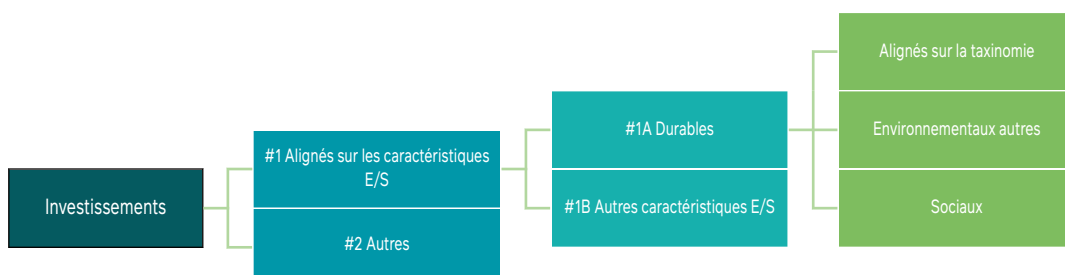 Investissements
#1 Alignés sur les caractéristiques
E/S
#2 Autres
#1A Durables
#1B Autres caractéristiques E/S
Alignés sur la taxinomie
Environnementaux autres
Sociaux